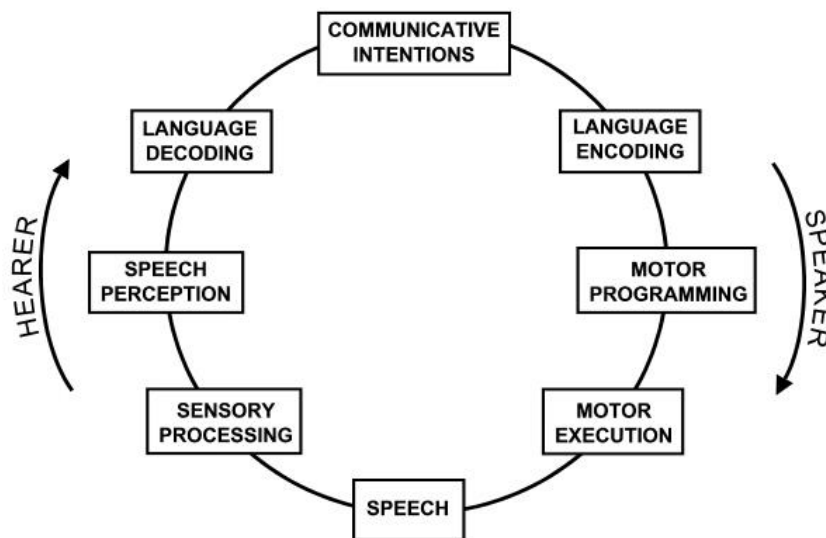 COMMUNICATIVE
INTENTIONS
LANGUAGE
DECODING
LANGUAGE
ENCODING
HEARER
SPEECH
PERCEPTION
MOTOR
PROGRAMMING
SPEAKER
SENSORY
PROCESSING
MOTOR
EXECUTION
SPEECH